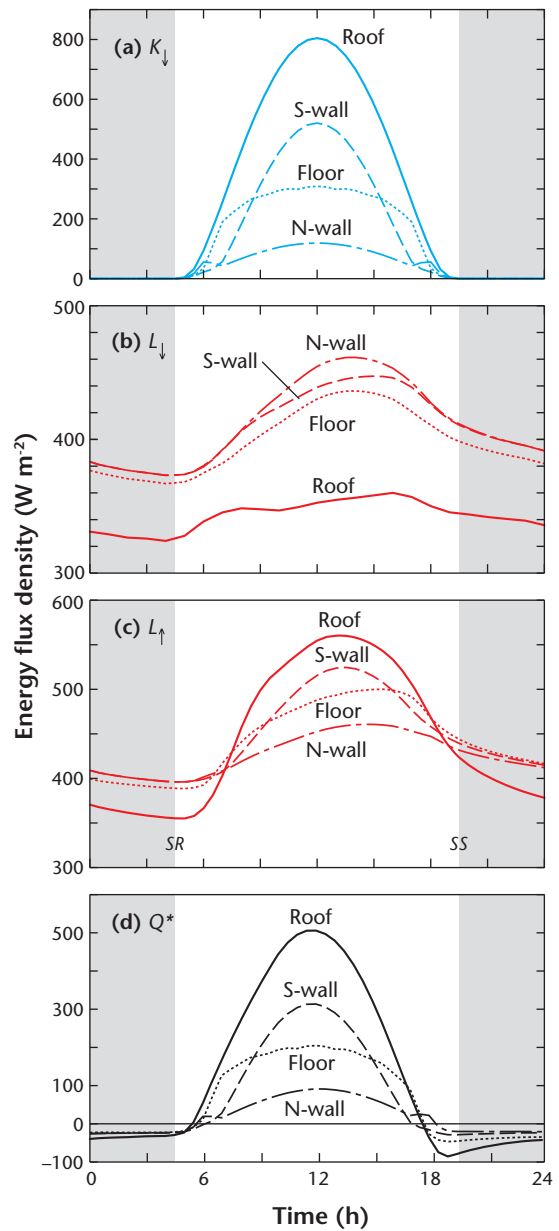 Energy flux density (W m⁻²)
(a) K↓
800
600
400
200
0
Roof
S-wall
Floor
N-wall
(b) L↓
500
400
300
N-wall
S-wall
Floor
Roof
(c) L↑
600
500
400
300
Roof
S-wall
Floor
N-wall
SR
SS
(d) Q*
500
300
100
0
−100
Roof
S-wall
Floor
N-wall
0 6 12 18 24
Time (h)